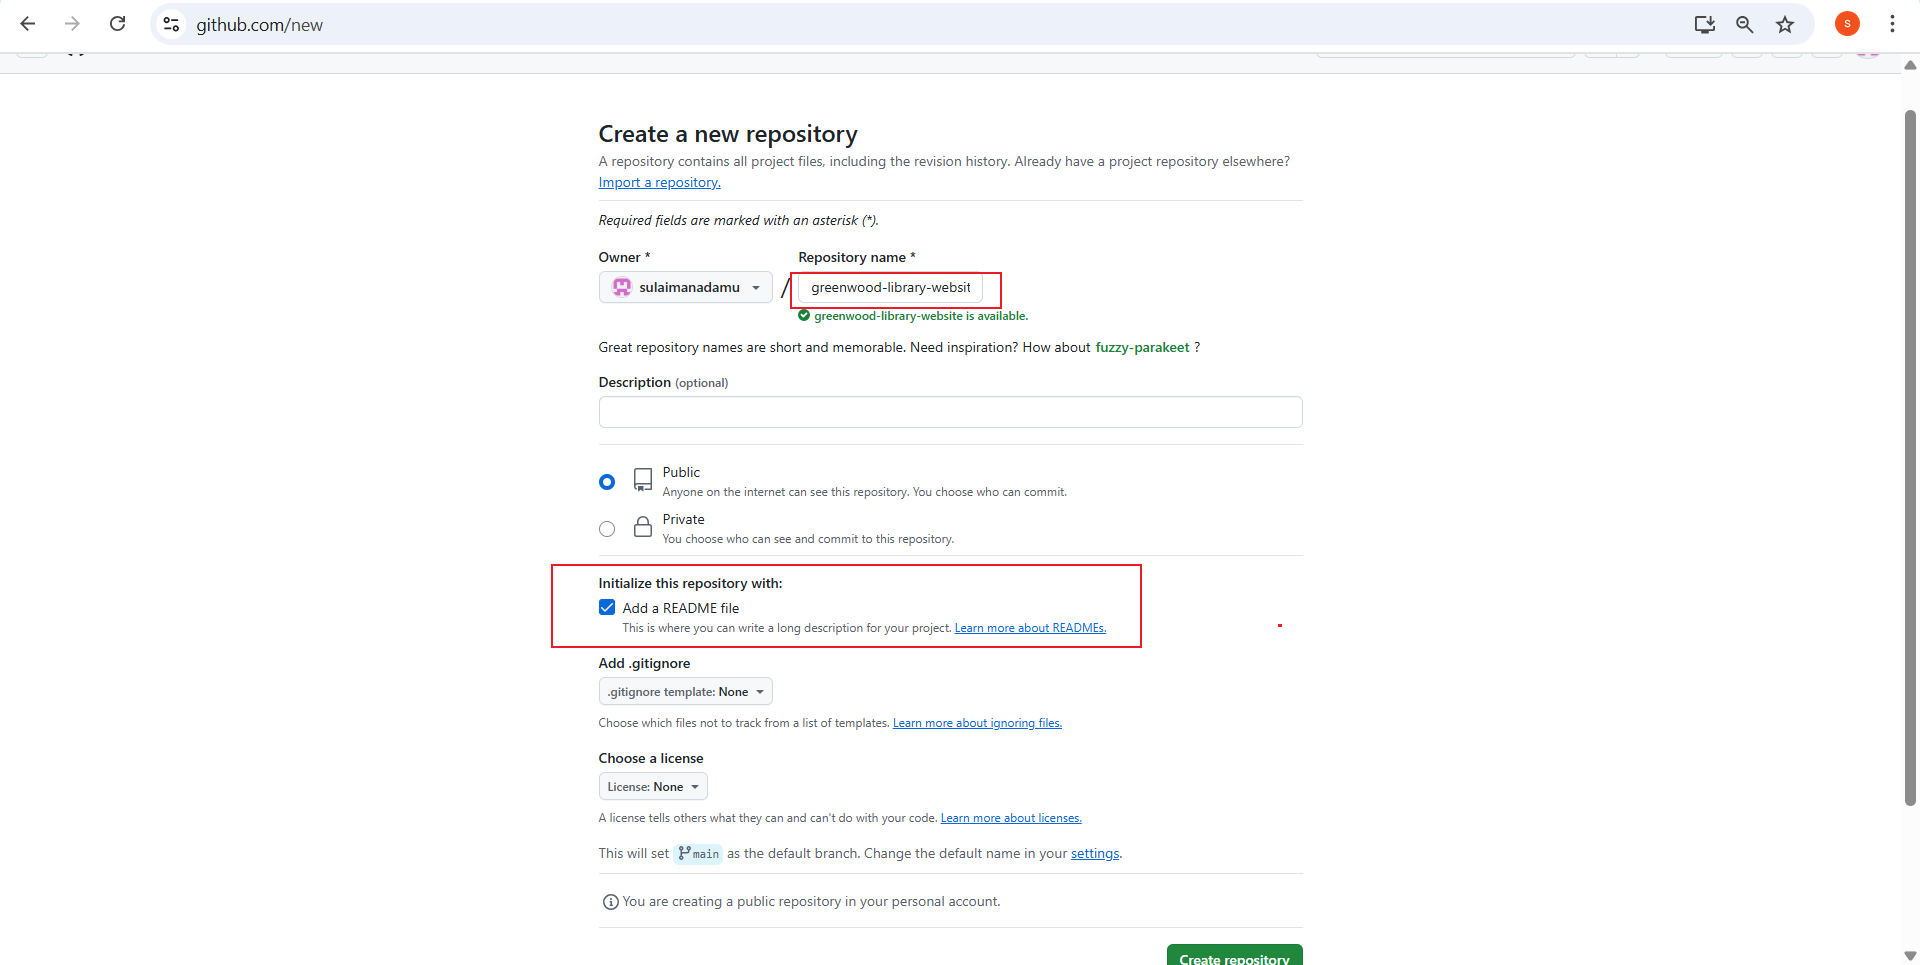 github.com/new
S
Create a new repository
A repository contains all project files, including the revision history. Already have a project repository elsewhere?
Import a repository.
Required fields are marked with an asterisk (*).
Owner *
Repository name *
sulaimanadamu
/
greenwood-library-websit
greenwood-library-website is available.
Great repository names are short and memorable. Need inspiration? How about fuzzy-parakeet ?
Description (optional)
Public
Anyone on the internet can see this repository. You choose who can commit.
Private
You choose who can see and commit to this repository.
Initialize this repository with:
Add a README file
This is where you can write a long description for your project. Learn more about READMEs.
Add .gitignore
.gitignore template: None
Choose which files not to track from a list of templates. Learn more about ignoring files.
Choose a license
License: None
A license tells others what they can and can't do with your code. Learn more about licenses.
This will set main as the default branch. Change the default name in your settings.
You are creating a public repository in your personal account.
Create repository